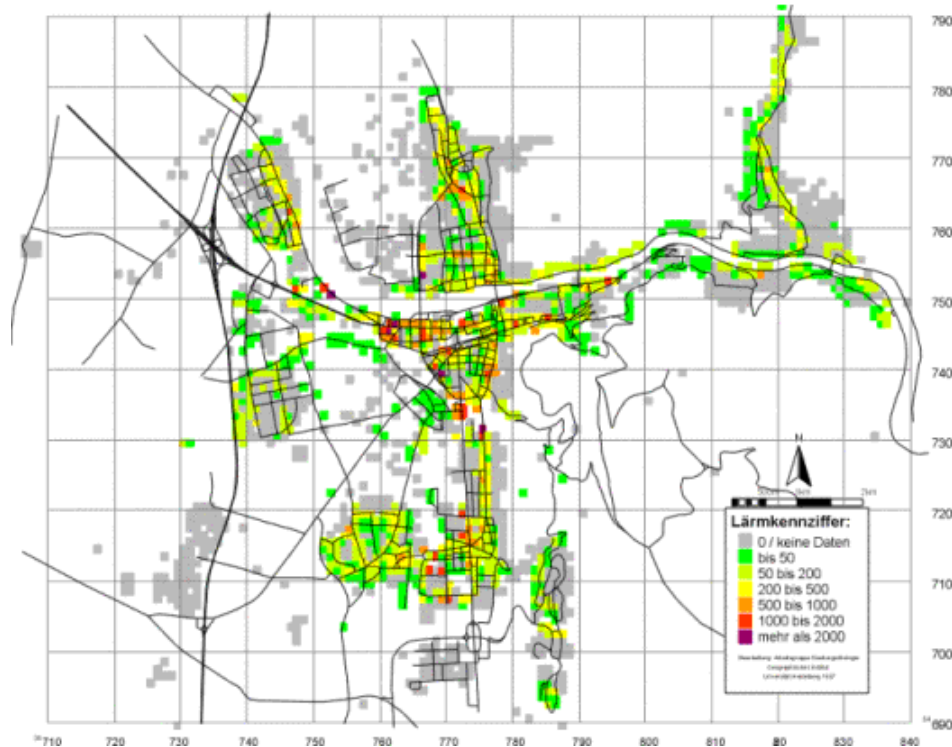 790
780
770
760
750
740
730
720
710
700
54 690
N
Lärmkennziffer:
0 / keine Daten
bis 50
50 bis 200
200 bis 500
500 bis 1000
1000 bis 2000
mehr als 2000
710 720 730 740 750 760 770 780 790 800 810 820 830 840